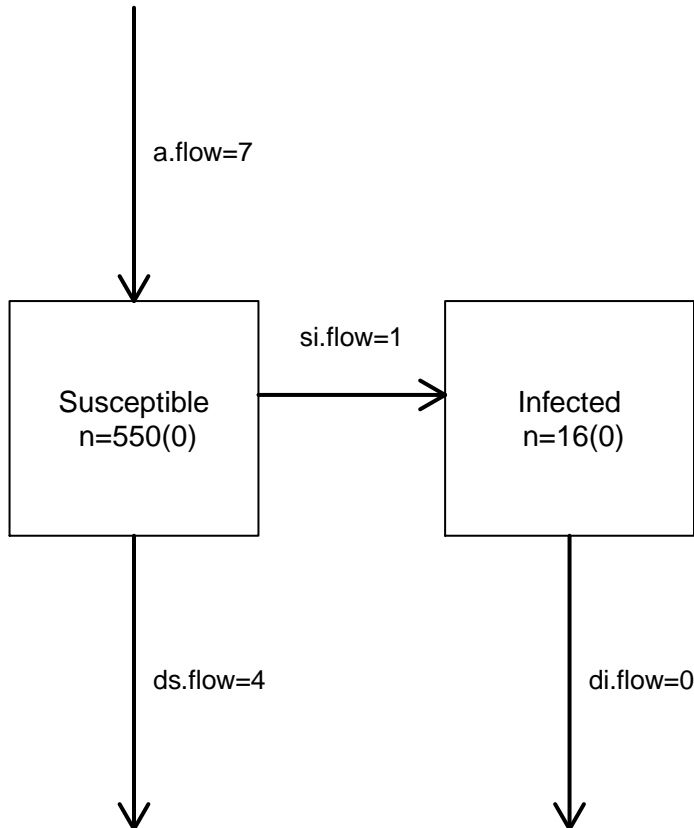 a.flow=7
si.flow=1
Susceptible
n=550(0)
Infected
n=16(0)
ds.flow=4
di.flow=0